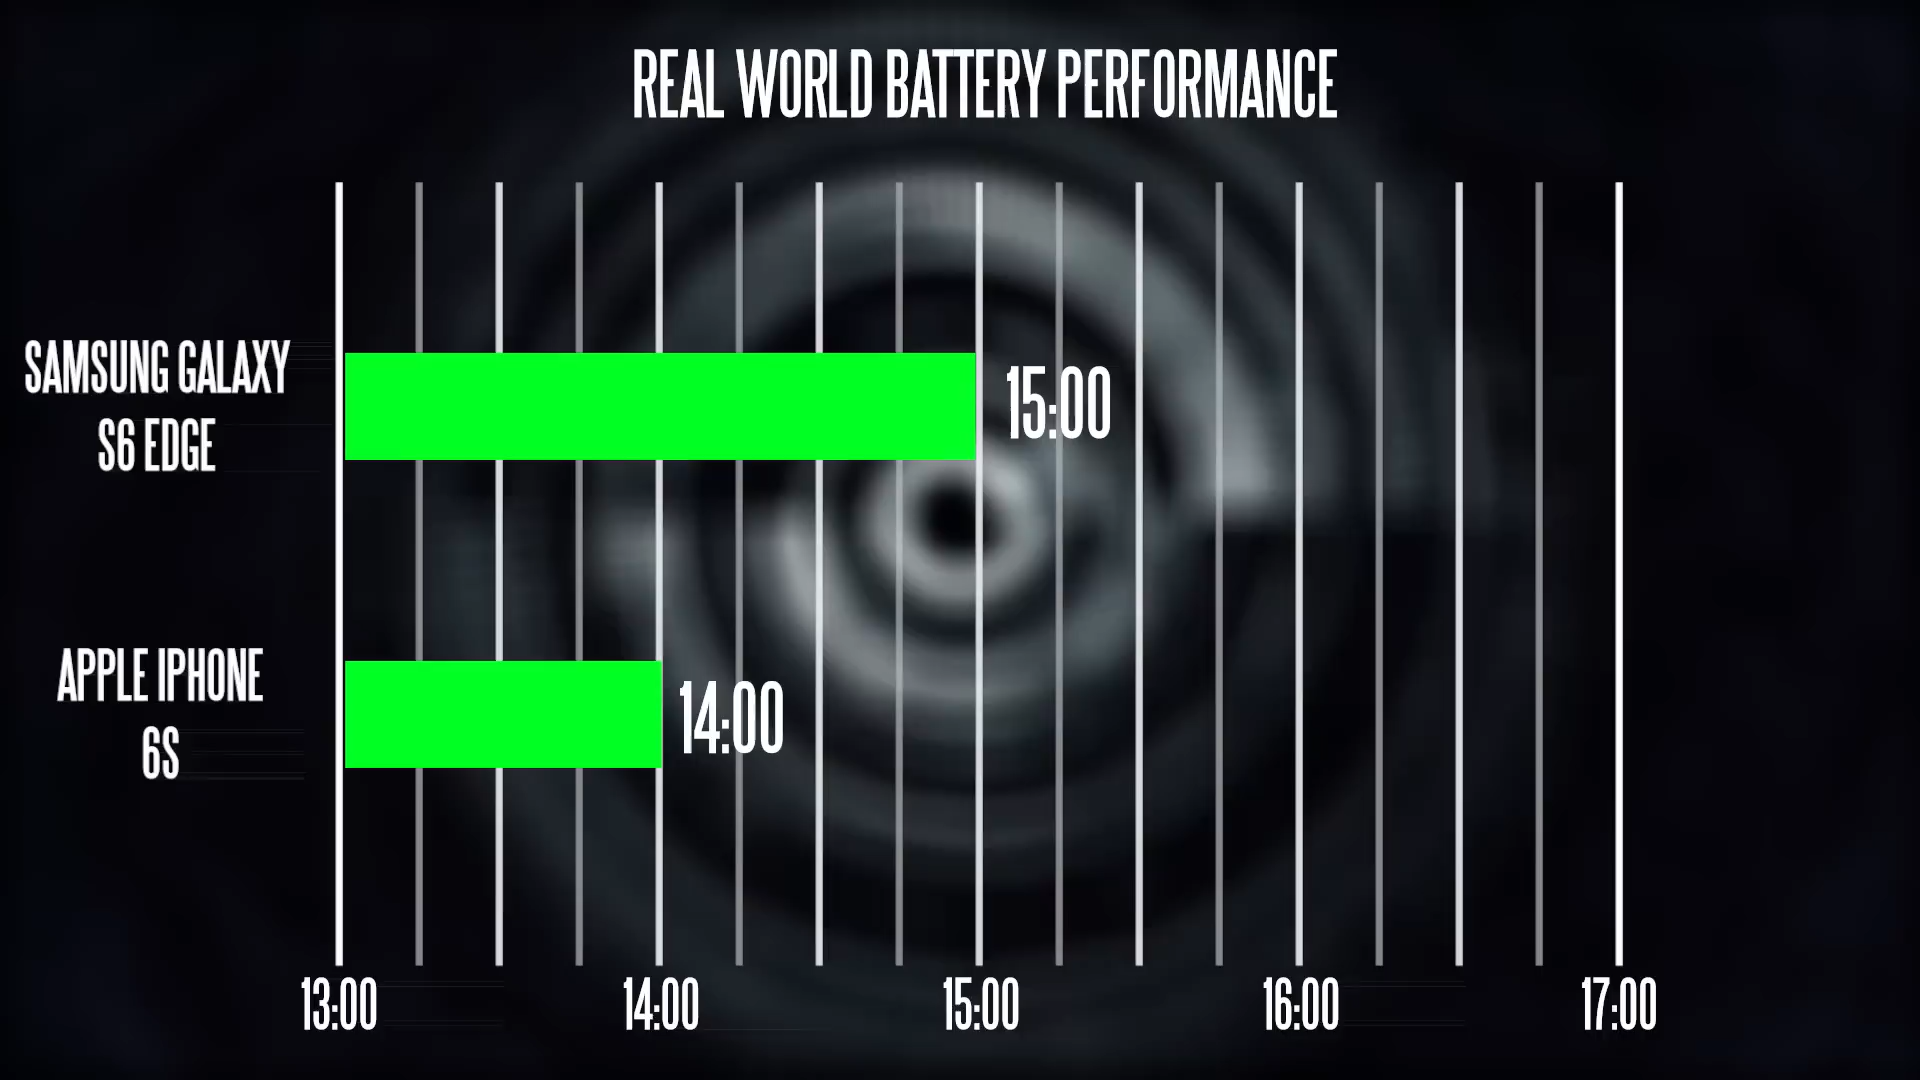 REAL WORLD BATTERY PERFORMANCE
SAMSUNG GALAXY
S6 EDGE
15:00
APPLE IPHONE
6S
14:00
13:00
14:00
15:00
16:00
17:00